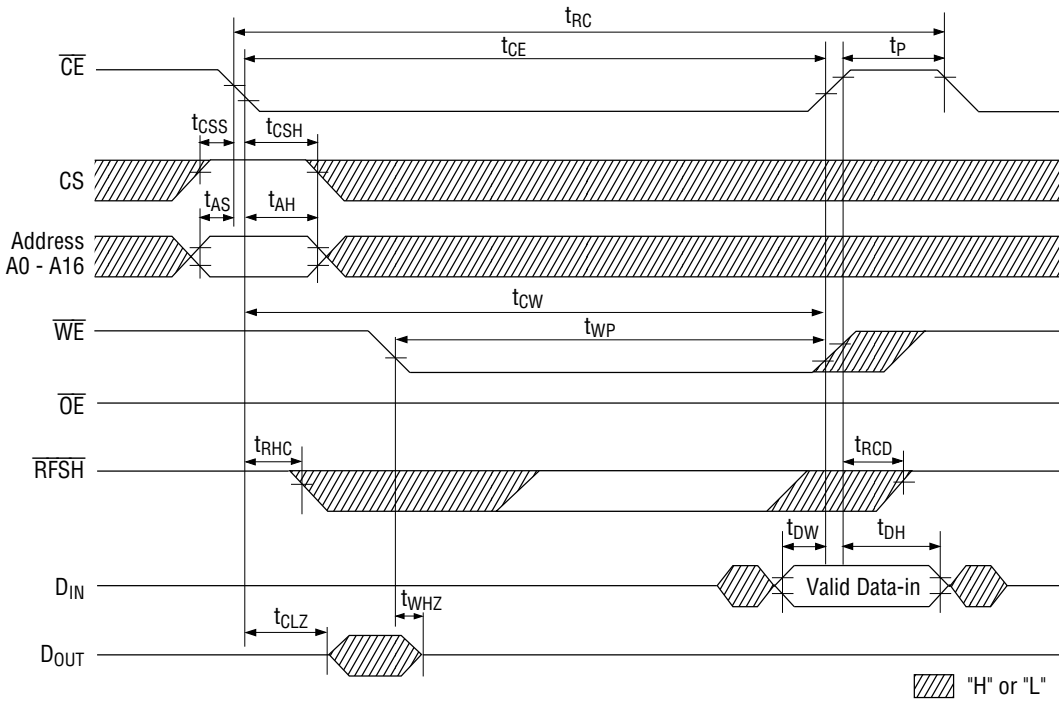 tRC
tCE
tP
CE
tCSS
tCSH
CS
tAS
tAH
Address
A0 - A16
tCW
WE
tWP
OE
tRHC
tRCD
RFSH
tDW
tDH
DIN
Valid Data-in
tCLZ
tWHZ
DOUT
"H" or "L"